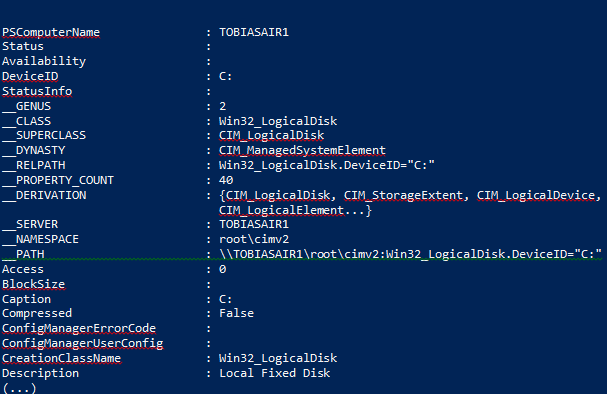 PSComputerName : TOBIASAIR1
Status :
Availability :
DeviceID : C:
StatusInfo :
__GENUS : 2
__CLASS : Win32_LogicalDisk
__SUPERCLASS : CIM_LogicalDisk
__DYNASTY : CIM_ManagedSystemElement
__RELPATH : Win32_LogicalDisk.DeviceID="C:"
__PROPERTY_COUNT : 40
__DERIVATION : {CIM_LogicalDisk, CIM_StorageExtent, CIM_LogicalDevice,
CIM_LogicalElement...}
__SERVER : TOBIASAIR1
__NAMESPACE : root\cimv2
__PATH : \\TOBIASAIR1\root\cimv2:Win32_LogicalDisk.DeviceID="C:"
Access : 0
BlockSize :
Caption : C:
Compressed : False
ConfigManagerErrorCode :
ConfigManagerUserConfig :
CreationClassName : Win32_LogicalDisk
Description : Local Fixed Disk
(...)